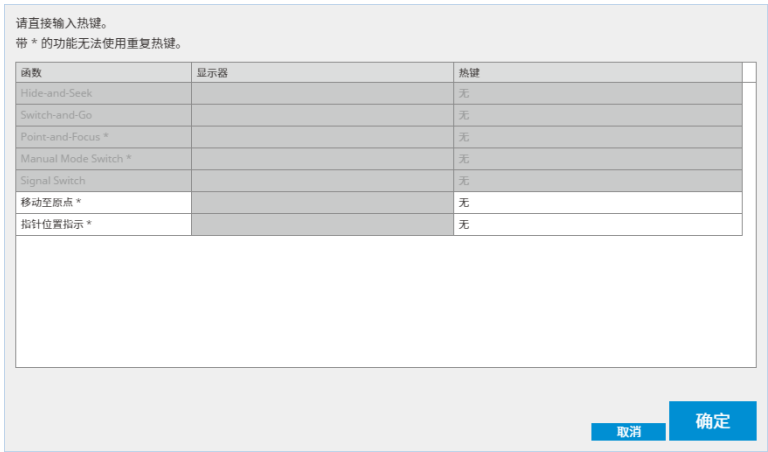 请直接输入热键。
带 * 的功能无法使用重复热键。
函数 显示器 热键
Hide-and-Seek 无
Switch-and-Go 无
Point-and-Focus * 无
Manual Mode Switch * 无
Signal Switch 无
移动至原点 * 无
指针位置指示 * 无
取消 确定